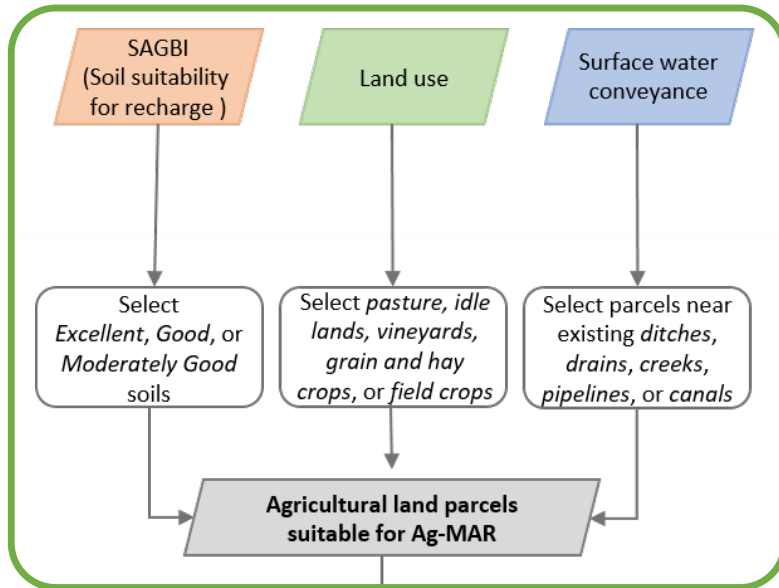 SAGBI
(Soil suitability
for recharge )
Land use
Surface water
conveyance
Select
Excellent, Good, or
Moderately Good
soils
Select pasture, idle
lands, vineyards,
grain and hay
crops, or field crops
Select parcels near
existing ditches,
drains, creeks,
pipelines, or canals
Agricultural land parcels
suitable for Ag-MAR